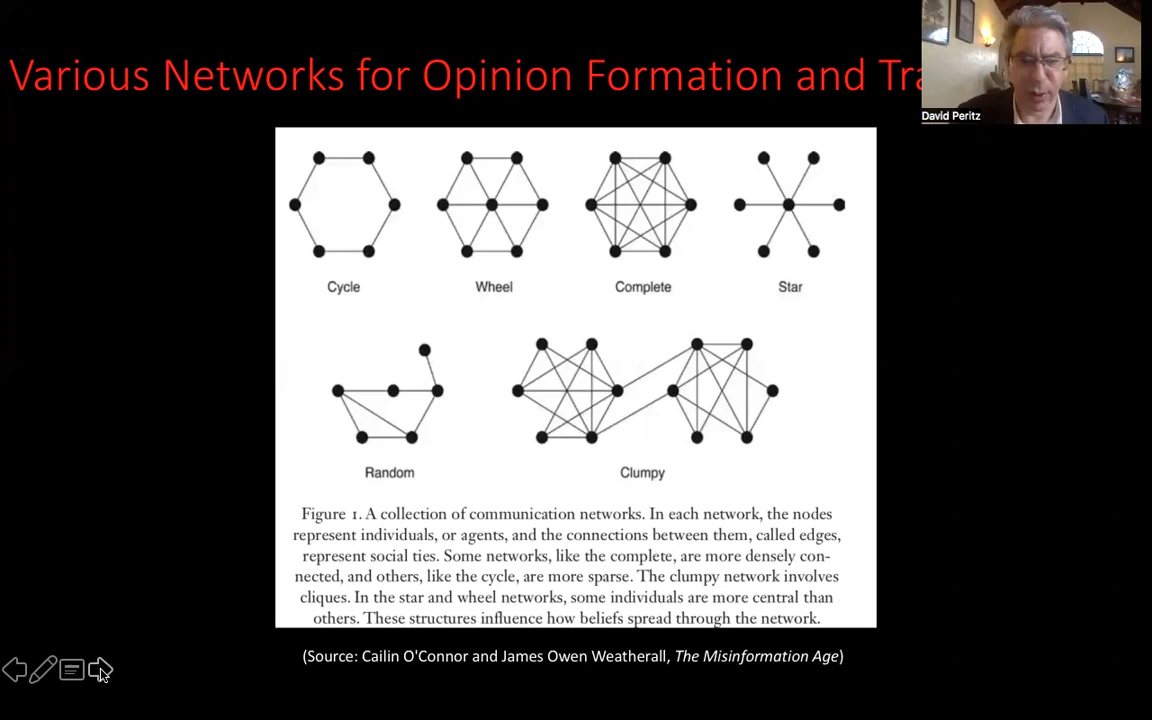 Various Networks for Opinion Formation and Tra
David Peritz
Cycle
Wheel
Complete
Star
Random
Clumpy
Figure 1. A collection of communication networks. In each network, the nodes
represent individuals, or agents, and the connections between them, called edges,
represent social ties. Some networks, like the complete, are more densely con-
nected, and others, like the cycle, are more sparse. The clumpy network involves
cliques. In the star and wheel networks, some individuals are more central than
others. These structures influence how beliefs spread through the network.
(Source: Cailin O'Connor and James Owen Weatherall, The Misinformation Age)